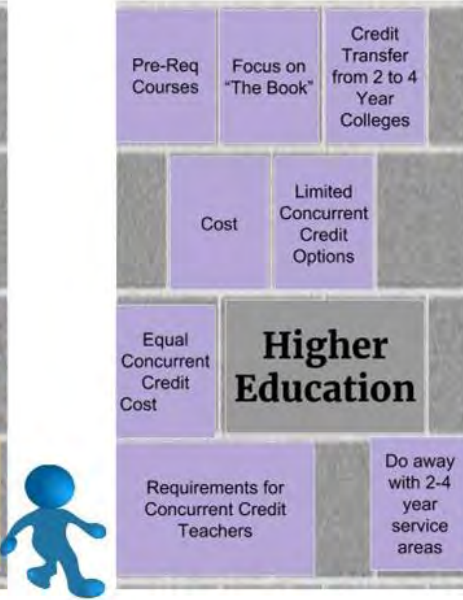 Pre-Req
Courses
Focus on
"The Book"
Credit
Transfer
from 2 to 4
Year
Colleges
Cost
Limited
Concurrent
Credit
Options
Equal
Concurrent
Credit
Cost
Higher
Education
Requirements for
Concurrent Credit
Teachers
Do away
with 2-4
year
service
areas